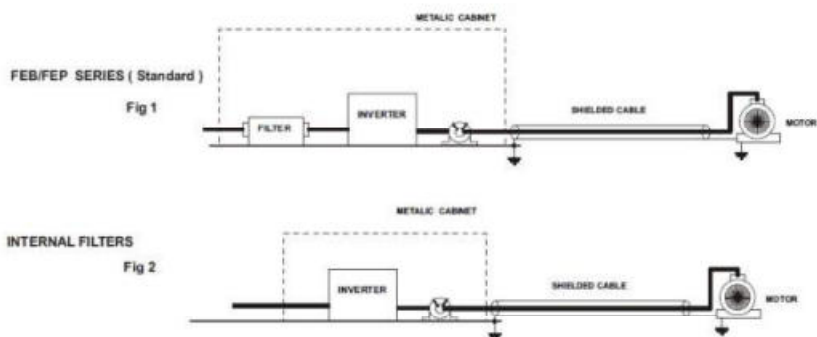 METALIC CABINET
FEB/FEP SERIES ( Standard )
Fig 1
FILTER
INVERTER
SHIELDED CABLE
MOTOR
METALIC CABINET
INTERNAL FILTERS
Fig 2
INVERTER
SHIELDED CABLE
MOTOR